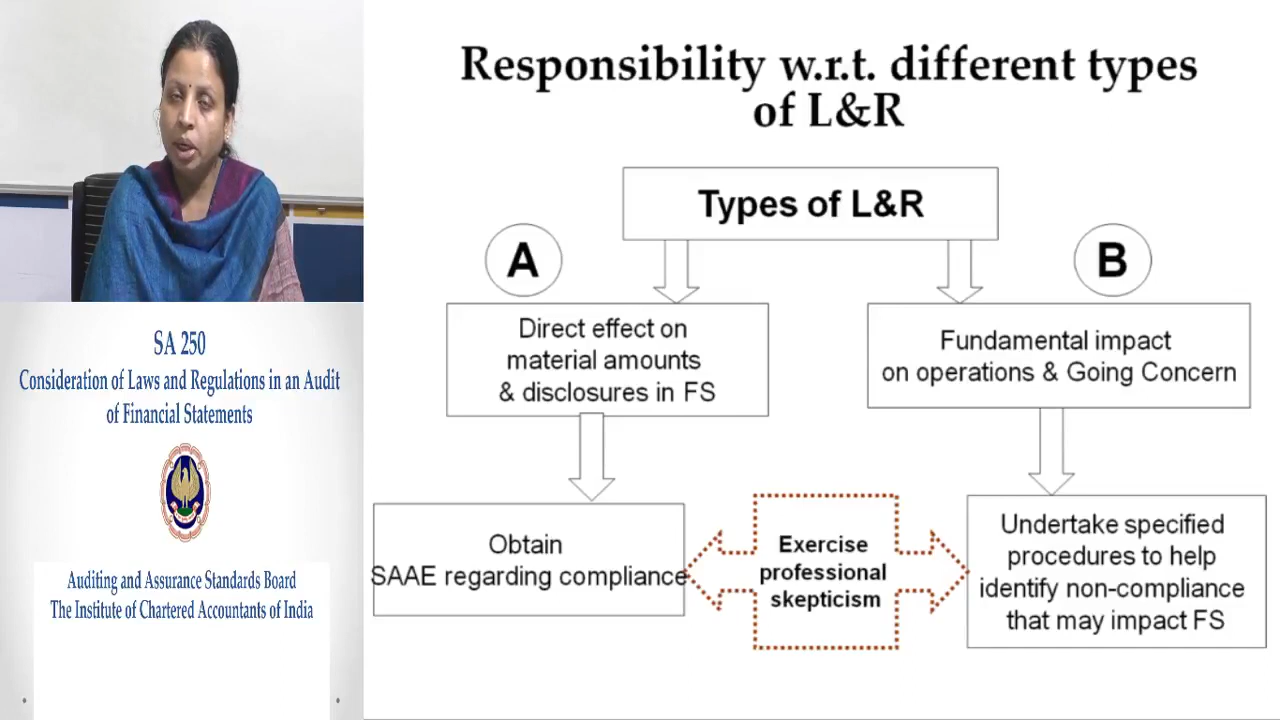 Responsibility w.r.t. different types
of L&R
Types of L&R
A
B
Direct effect on
material amounts
& disclosures in FS
Fundamental impact
on operations & Going Concern
Obtain
SAAE regarding compliance
Exercise
professional
skepticism
Undertake specified
procedures to help
identify non-compliance
that may impact FS
SA 250
Consideration of Laws and Regulations in an Audit
of Financial Statements
Auditing and Assurance Standards Board
The Institute of Chartered Accountants of India